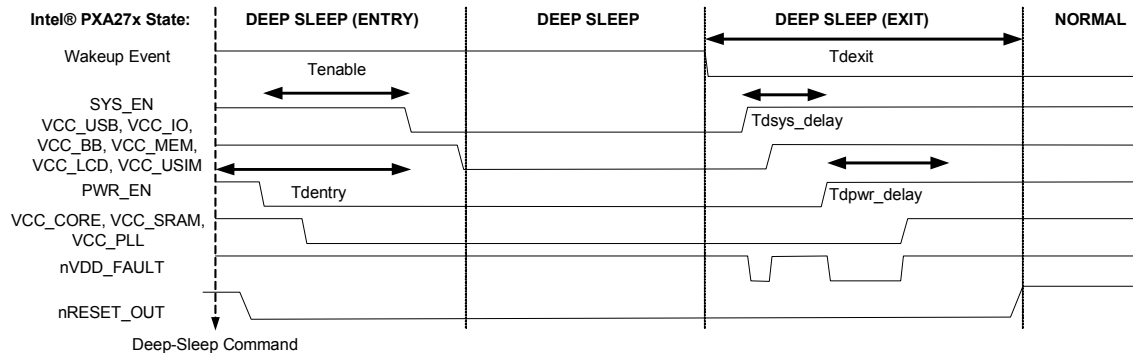 Intel® PXA27x State: DEEP SLEEP (ENTRY) DEEP SLEEP DEEP SLEEP (EXIT) NORMAL
Wakeup Event
Tdexit
Tenable
SYS_EN
VCC_USB, VCC_IO,
Tdsys_delay
VCC_BB, VCC_MEM,
VCC_LCD, VCC_USIM
PWR_EN
Tdentry
Tdpwr_delay
VCC_CORE, VCC_SRAM,
VCC_PLL
nVDD_FAULT
nRESET_OUT
Deep-Sleep Command